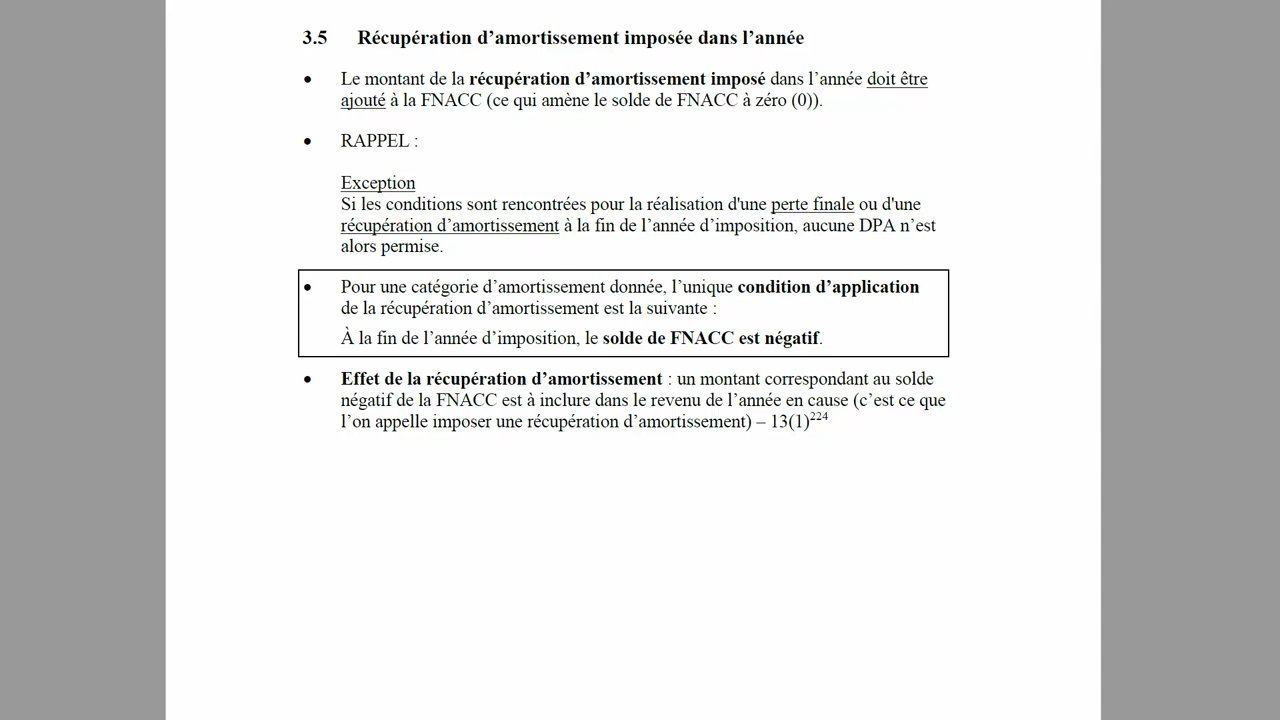 3.5 Récupération d’amortissement imposée dans l’année
• Le montant de la récupération d’amortissement imposé dans l’année doit être
ajouté à la FNACC (ce qui amène le solde de FNACC à zéro (0)).
• RAPPEL :
Exception
Si les conditions sont rencontrées pour la réalisation d'une perte finale ou d'une
récupération d’amortissement à la fin de l’année d’imposition, aucune DPA n’est
alors permise.
• Pour une catégorie d’amortissement donnée, l’unique condition d’application
de la récupération d’amortissement est la suivante :
À la fin de l’année d’imposition, le solde de FNACC est négatif.
• Effet de la récupération d’amortissement : un montant correspondant au solde
négatif de la FNACC est à inclure dans le revenu de l’année en cause (c’est ce que
l’on appelle imposer une récupération d’amortissement) – 13(1)224